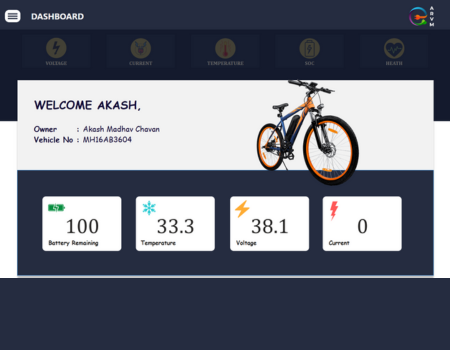 DASHBOARD
ARVM
VOLTAGE CURRENT TEMPERATURE SOC HEATH
WELCOME AKASH,
Owner : Akash Madhav Chavan
Vehicle No : MH16AB3604
100 33.3 38.1 0
Battery Remaining Temperature Voltage Current